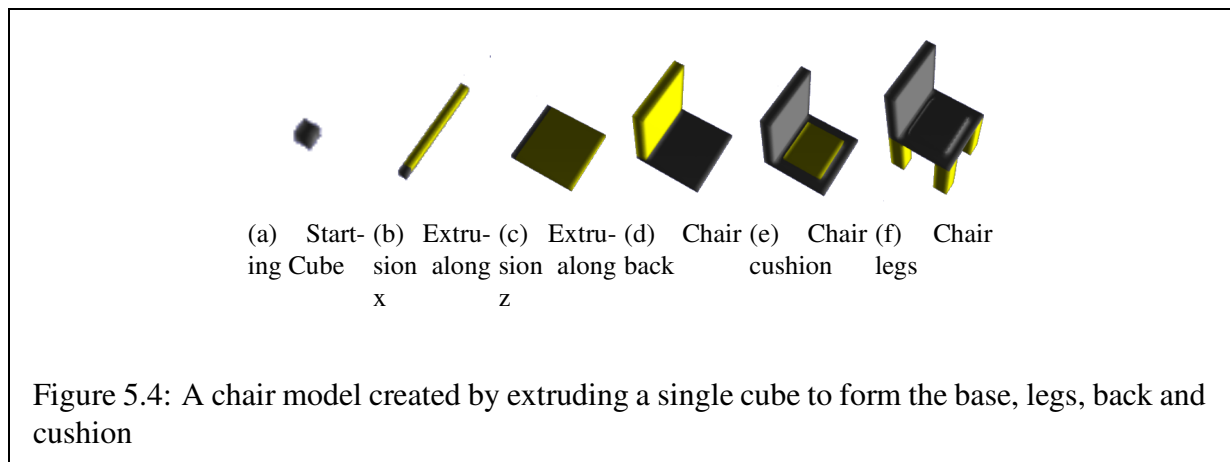 (a) Start-
ing Cube
(b) Extru-
sion along
x
(c) Extru-
sion along
z
(d) Chair
back
(e) Chair
cushion
(f) Chair
legs
Figure 5.4: A chair model created by extruding a single cube to form the base, legs, back and
cushion